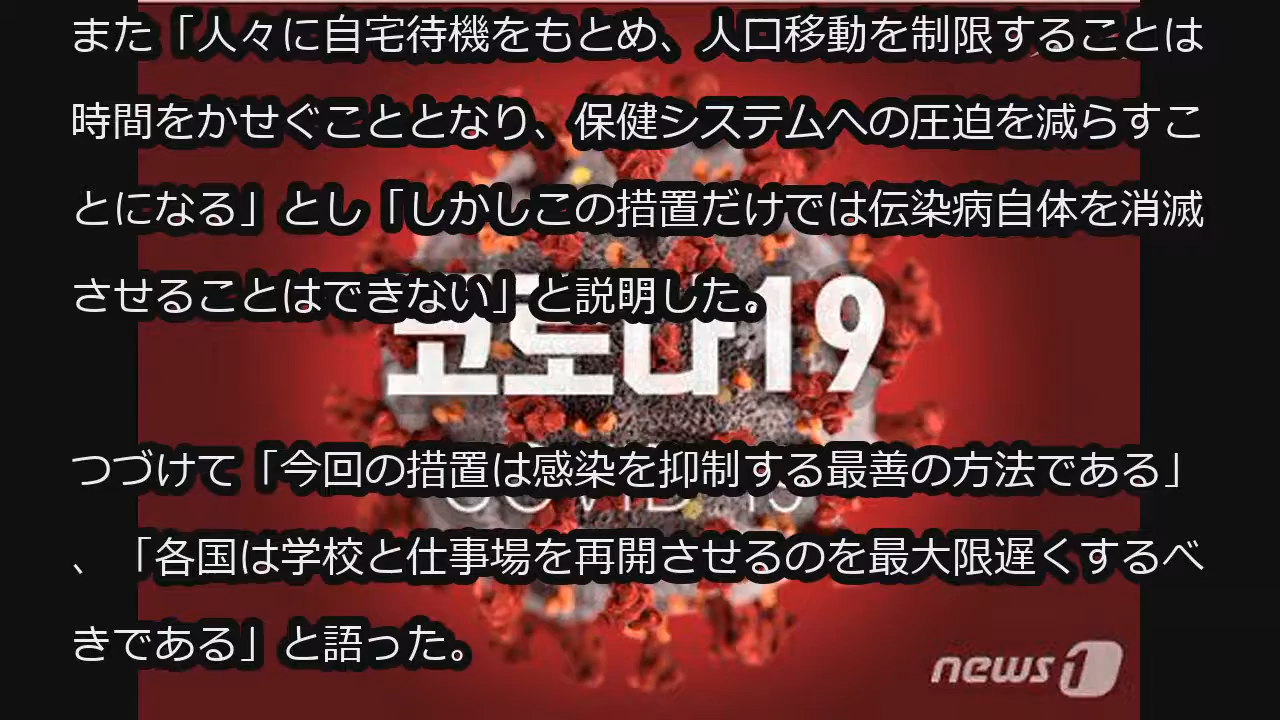 また「人々に自宅待機をもとめ、人口移動を制限することは
時間をかせぐこととなり、保健システムへの圧迫を減らすこ
とになる」とし「しかしこの措置だけでは伝染病自体を消滅
させることはできない」と説明した。
코로나19
つづけて「今回の措置は感染を抑制する最善の方法である」
COVID-19
、「各国は学校と仕事場を再開させるのを最大限遅くするべ
きである」と語った。
news1